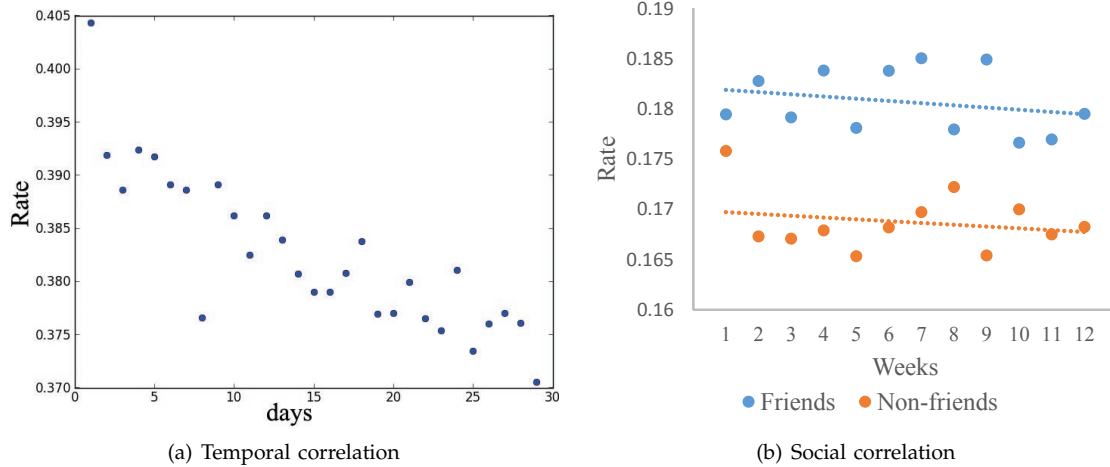 0.405
0.400
0.395
0.390
0.385
0.380
0.375
0.370
Rate
0 5 10 15 20 25 30
days
(a) Temporal correlation
0.19
0.185
0.18
0.175
0.17
0.165
0.16
Rate
1 2 3 4 5 6 7 8 9 10 11 12
Weeks
Friends Non-friends
(b) Social correlation